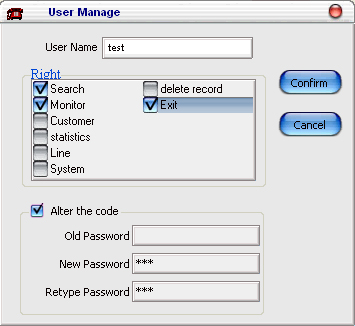 User Manage
User Name test
Right
Search delete record
Monitor Exit
Customer
statistics
Line
System
Confirm
Cancel
Alter the code
Old Password
New Password ***
Retype Password ***